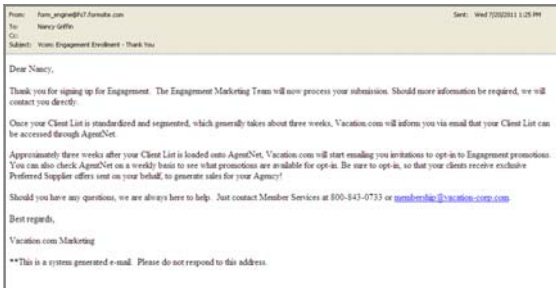 From: form_engine@fs7.formsite.com Sent: Wed 7/20/2011 1:25 PM
To: Nancy Griffin
Cc:
Subject: Vcom Engagement Enrollment - Thank You
Dear Nancy,
Thank you for signing up for Engagement. The Engagement Marketing Team will now process your submission. Should more information be required, we will
contact you directly.
Once your Client List is standardized and segmented, which generally takes about three weeks, Vacation.com will inform you via email that your Client List can
be accessed through AgentNet.
Approximately three weeks after your Client List is loaded onto AgentNet, Vacation.com will start emailing you invitations to opt-in to Engagement promotions.
You can also check AgentNet on a weekly basis to see what promotions are available for opt-in. Be sure to opt-in, so that your clients receive exclusive
Preferred Supplier offers sent on your behalf, to generate sales for your Agency!
Should you have any questions, we are always here to help. Just contact Member Services at 800-843-0733 or membership@vacation-corp.com.
Best regards,
Vacation.com Marketing
**This is a system generated e-mail. Please do not respond to this address.